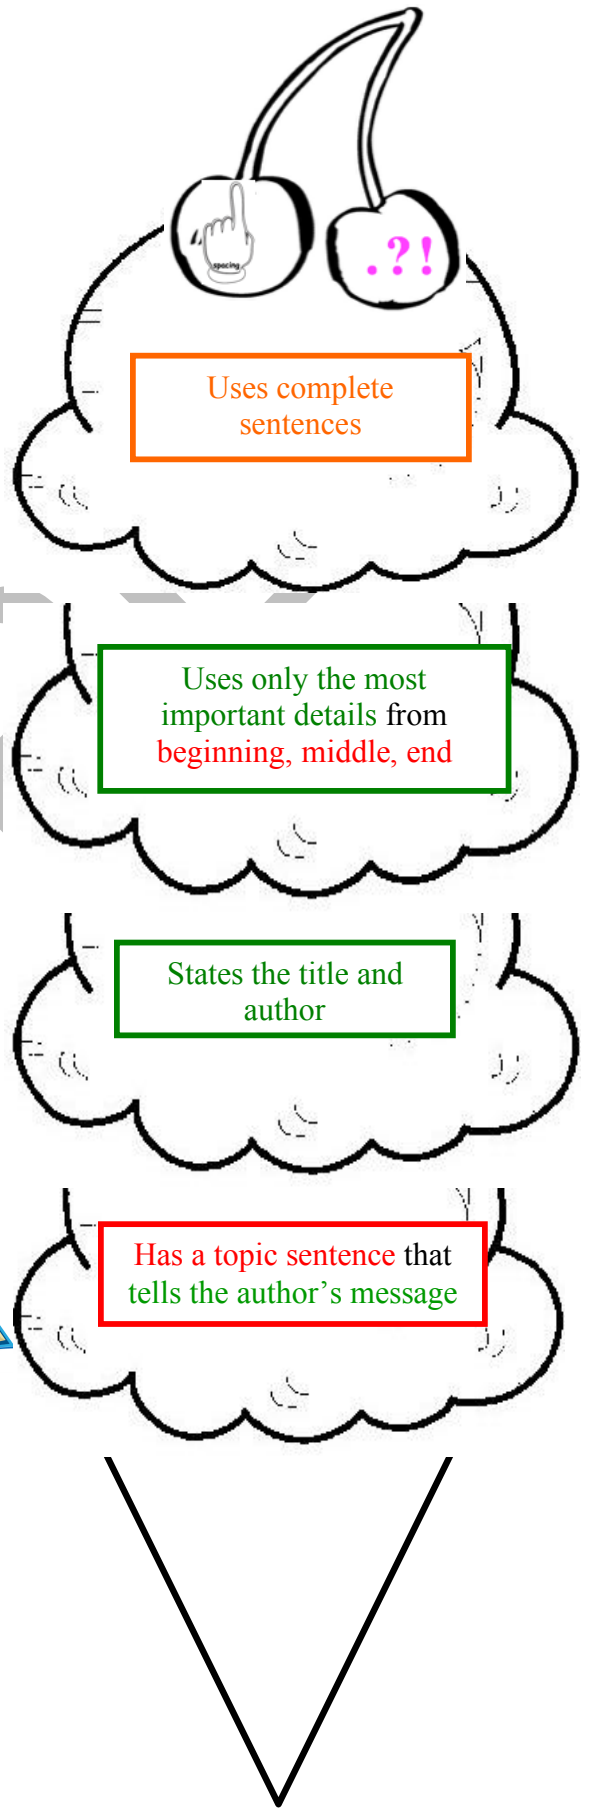 spacing
.?!
Uses complete
sentences
Uses only the most
important details from
beginning, middle, end
States the title and
author
Has a topic sentence that
tells the author’s message